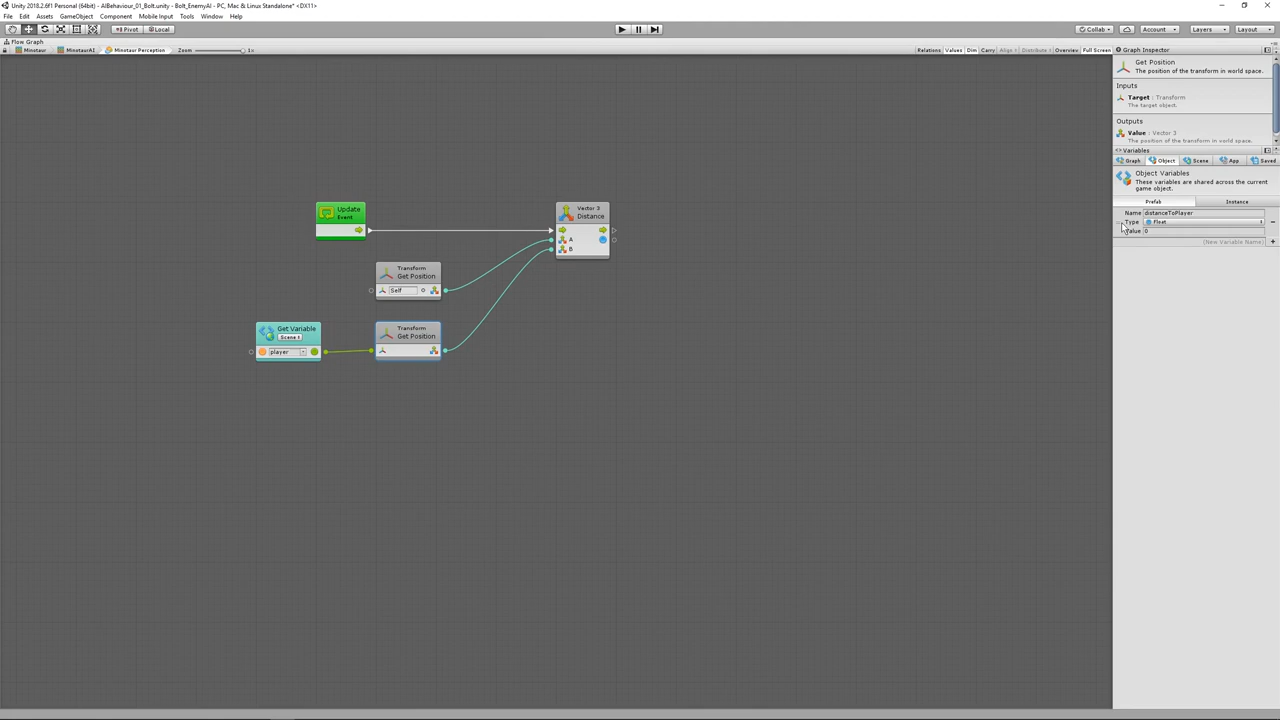 Unity 2018.2.6f1 Personal (64bit) - AIBehaviour_01_Bolt.unity - Bolt_EnemyAI - PC, Mac & Linux Standalone* <DX11>
File Edit Assets GameObject Component Mobile Input Tools Window Help
Pivot Local Collab Account Layers Layout
Flow Graph
Minotaur MinotaurAI Minotaur Perception Zoom 1x Relations Values Dim Carry Align Distribute Overview Full Screen
Graph Inspector
Get Position
The position of the transform in world space.
Inputs
Target : Transform
The target object.
Outputs
Value : Vector 3
The position of the transform in world space.
Variables
Graph Object Scene App Saved
Object Variables
These variables are shared across the current
game object.
Prefab Instance
Name distanceToPlayer
Type Float
Value 0
(New Variable Name)
Update
Event
Vector 3
Distance
A
B
Transform
Get Position
Self
Get Variable
Scene
player
Transform
Get Position